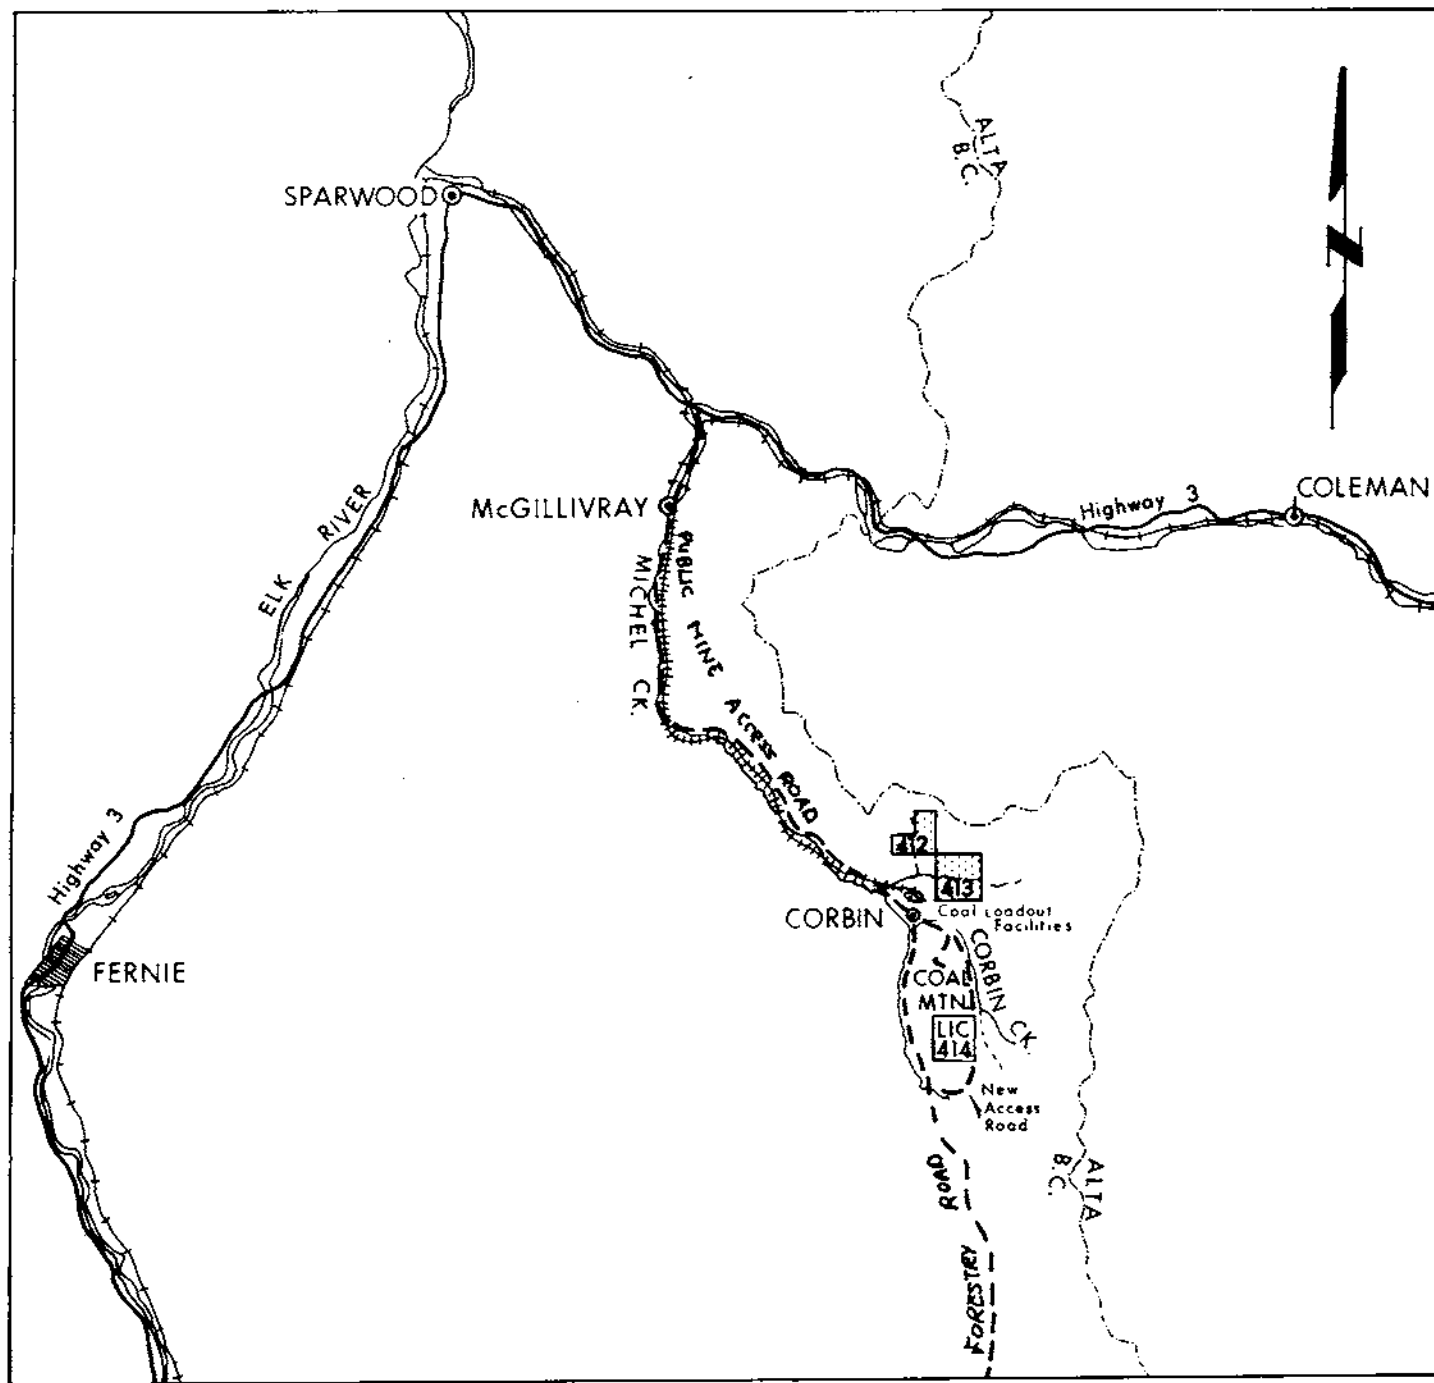 ALTA
B.C.
N
SPARWOOD
COLEMAN
Highway 3
McGILLIVRAY
RIVER
ELK
PUBLIC MINE ACCESS ROAD
MICHEL CK.
412
413
Highway 3
CORBIN
Coal Loadout
Facilities
FERNIE
CORBIN CK.
COAL
MTN
LIC
414
New
Access
Road
ALTA
B.C.
FORESTRY ROAD